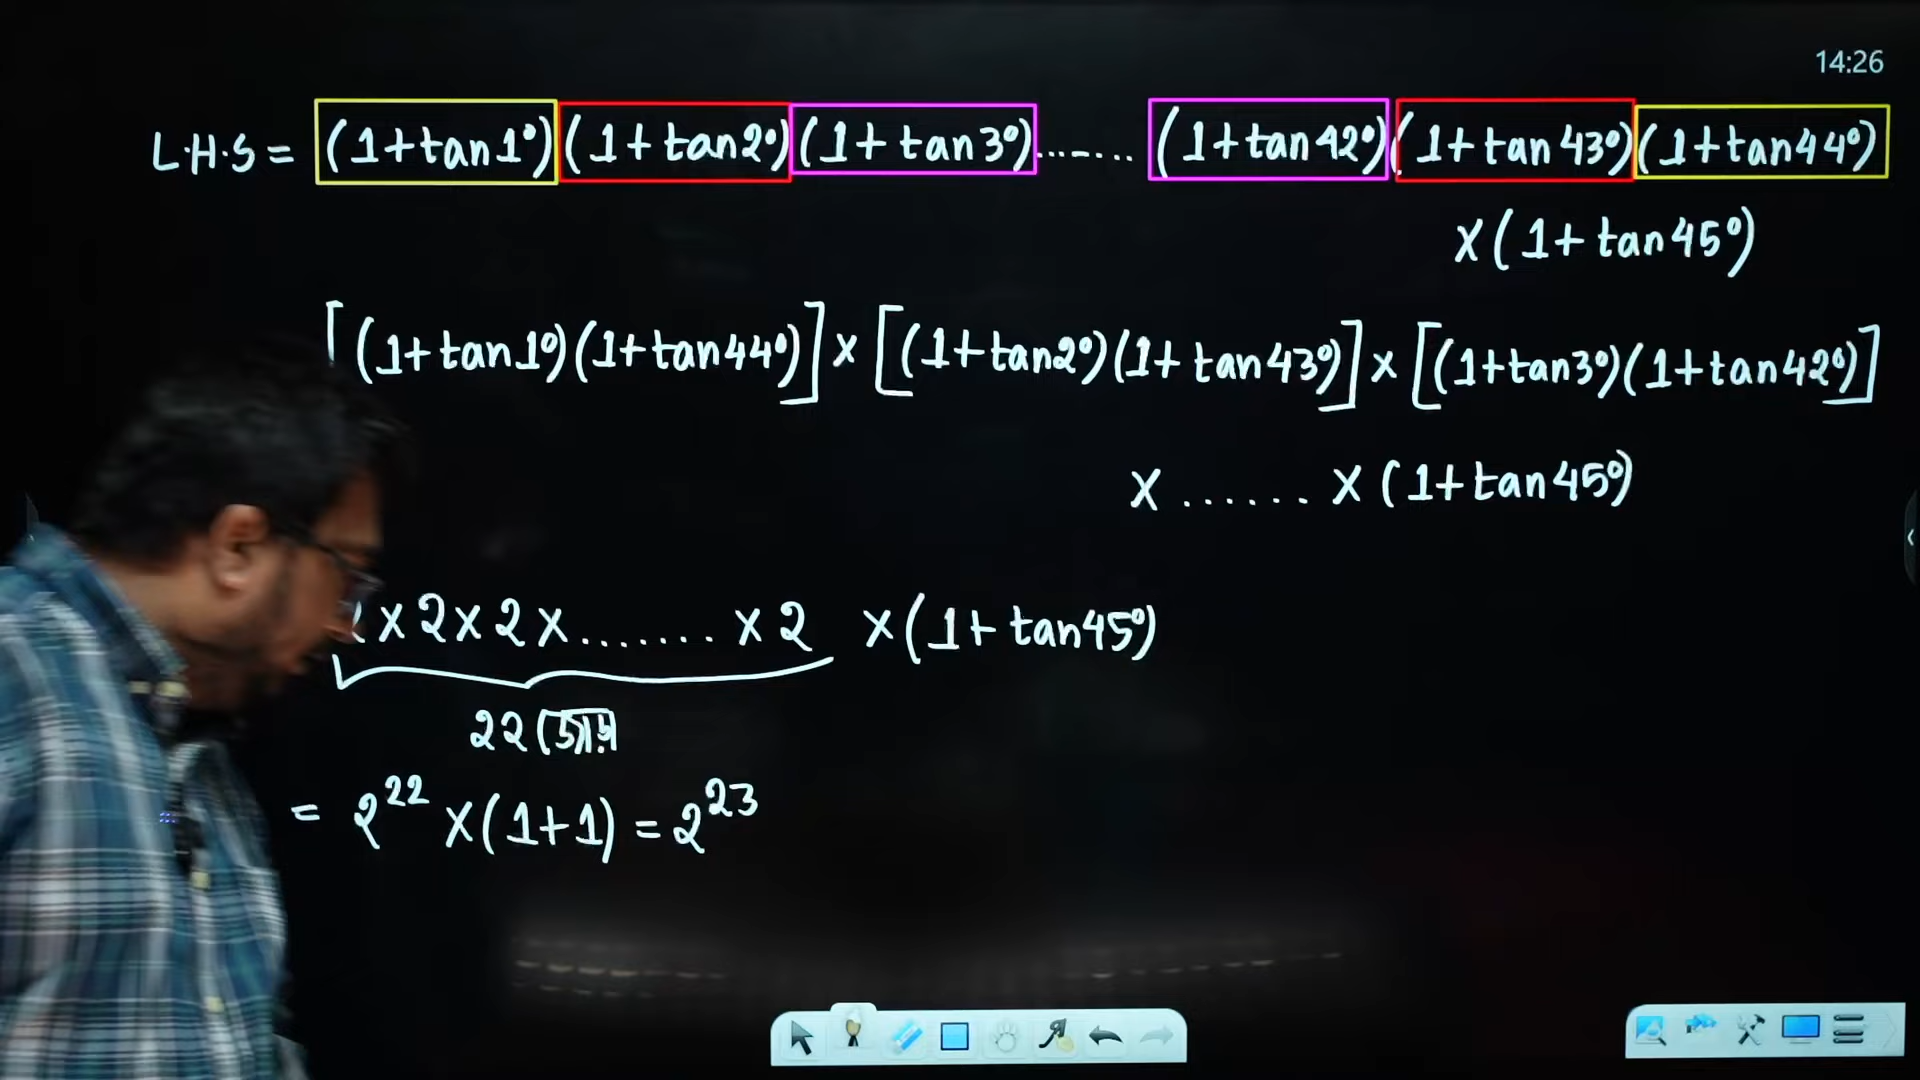 14:26
L.H.S = (1+tan1°)(1+tan2°)(1+tan3°)........(1+tan42°)(1+tan43°)(1+tan44°)
×(1+tan45°)
[(1+tan1°)(1+tan44°)]×[(1+tan2°)(1+tan43°)]×[(1+tan3°)(1+tan42°)]
×......×(1+tan45°)
×2×2×.......×2 ×(1+tan45°)
22
= 2²² ×(1+1) = 2²³